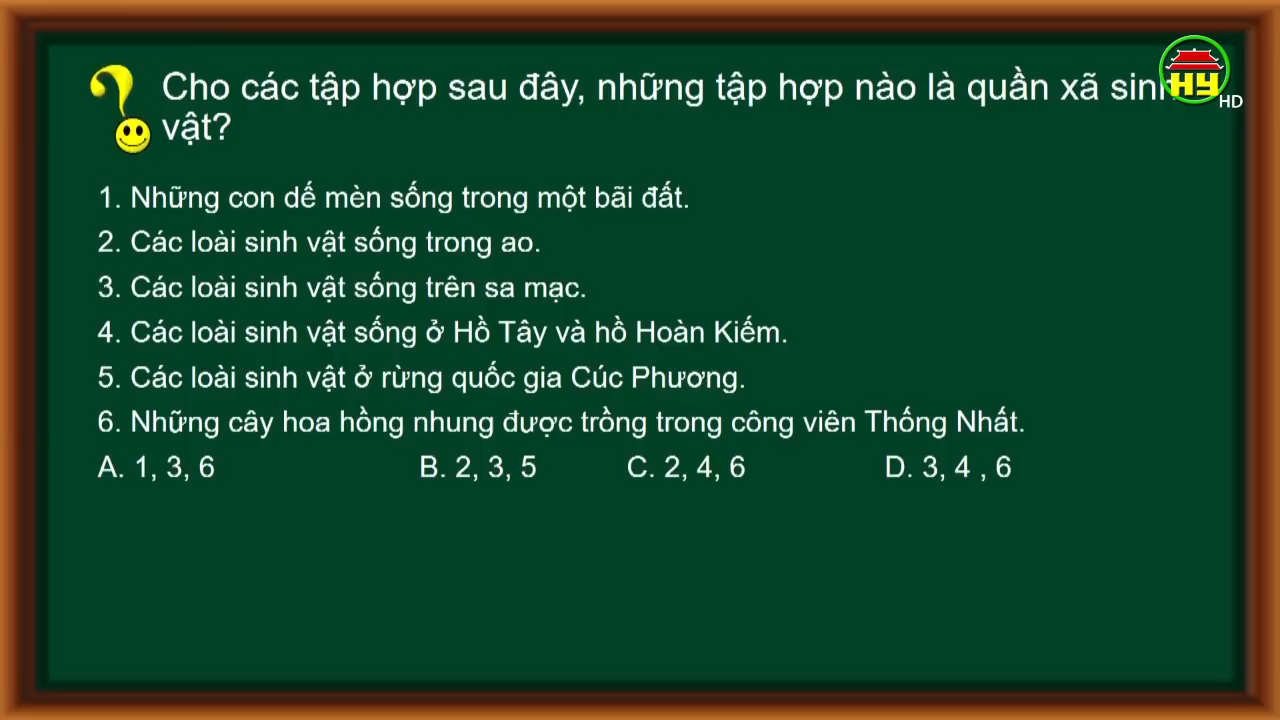 Cho các tập hợp sau đây, những tập hợp nào là quần xã sinh
vật?
HY
HD
1. Những con dế mèn sống trong một bãi đất.
2. Các loài sinh vật sống trong ao.
3. Các loài sinh vật sống trên sa mạc.
4. Các loài sinh vật sống ở Hồ Tây và hồ Hoàn Kiếm.
5. Các loài sinh vật ở rừng quốc gia Cúc Phương.
6. Những cây hoa hồng nhung được trồng trong công viên Thống Nhất.
A. 1, 3, 6 B. 2, 3, 5 C. 2, 4, 6 D. 3, 4 , 6